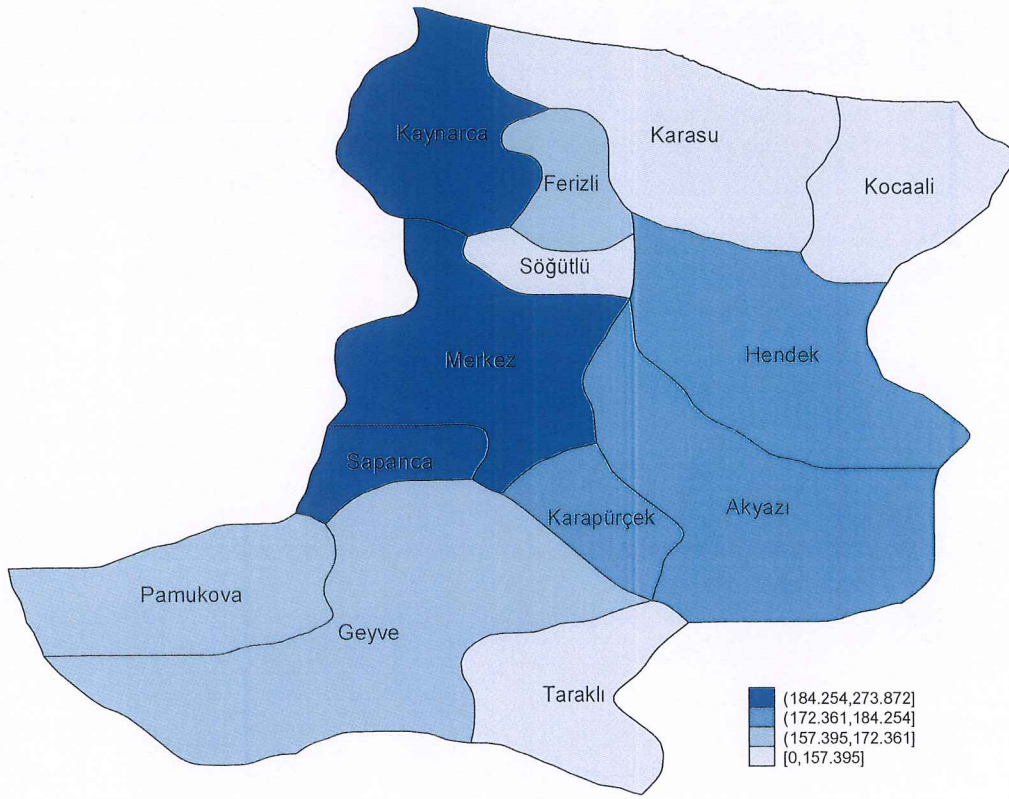 Kaynarca
Karasu
Ferizli
Kocaali
Söğütlü
Merkez
Hendek
Sapanca
Karapürçek
Akyazı
Pamukova
Geyve
Taraklı
(184.254,273.872]
(172.361,184.254]
(157.395,172.361]
[0,157.395]